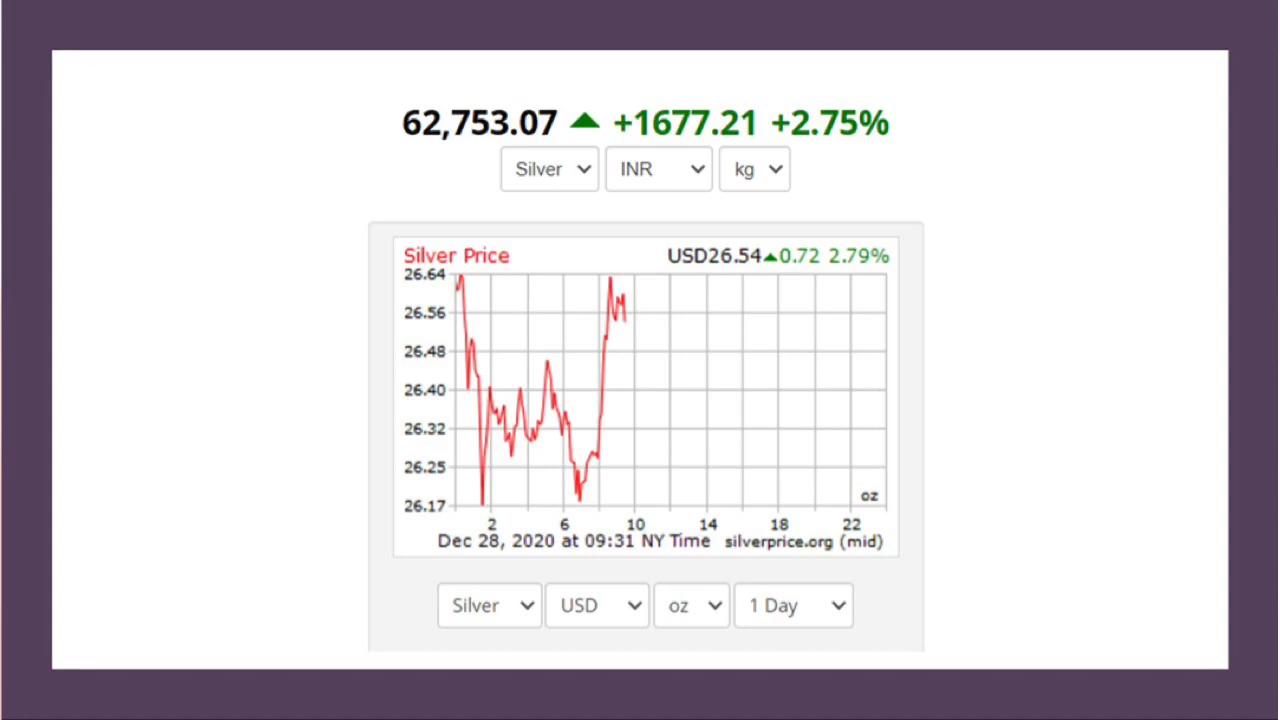 62,753.07 ▲ +1677.21 +2.75%
Silver INR kg
Silver Price USD26.54▲0.72 2.79%
26.64
26.56
26.48
26.40
26.32
26.25
26.17
oz
2 6 10 14 18 22
Dec 28, 2020 at 09:31 NY Time silverprice.org (mid)
Silver USD oz 1 Day